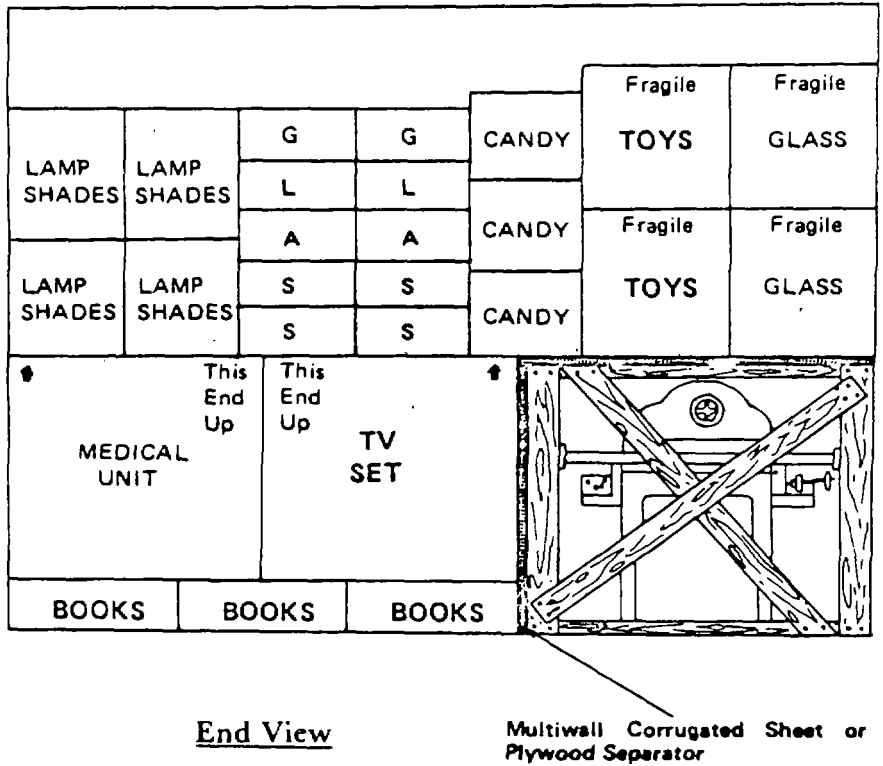 LAMP
SHADES
LAMP
SHADES
G
L
A
S
S
G
L
A
S
S
CANDY
CANDY
CANDY
Fragile
TOYS
Fragile
GLASS
LAMP
SHADES
LAMP
SHADES
Fragile
TOYS
Fragile
GLASS
This
End
Up
MEDICAL
UNIT
This
End
Up
TV
SET
BOOKS
BOOKS
BOOKS
End View
Multiwall Corrugated Sheet or
Plywood Separator